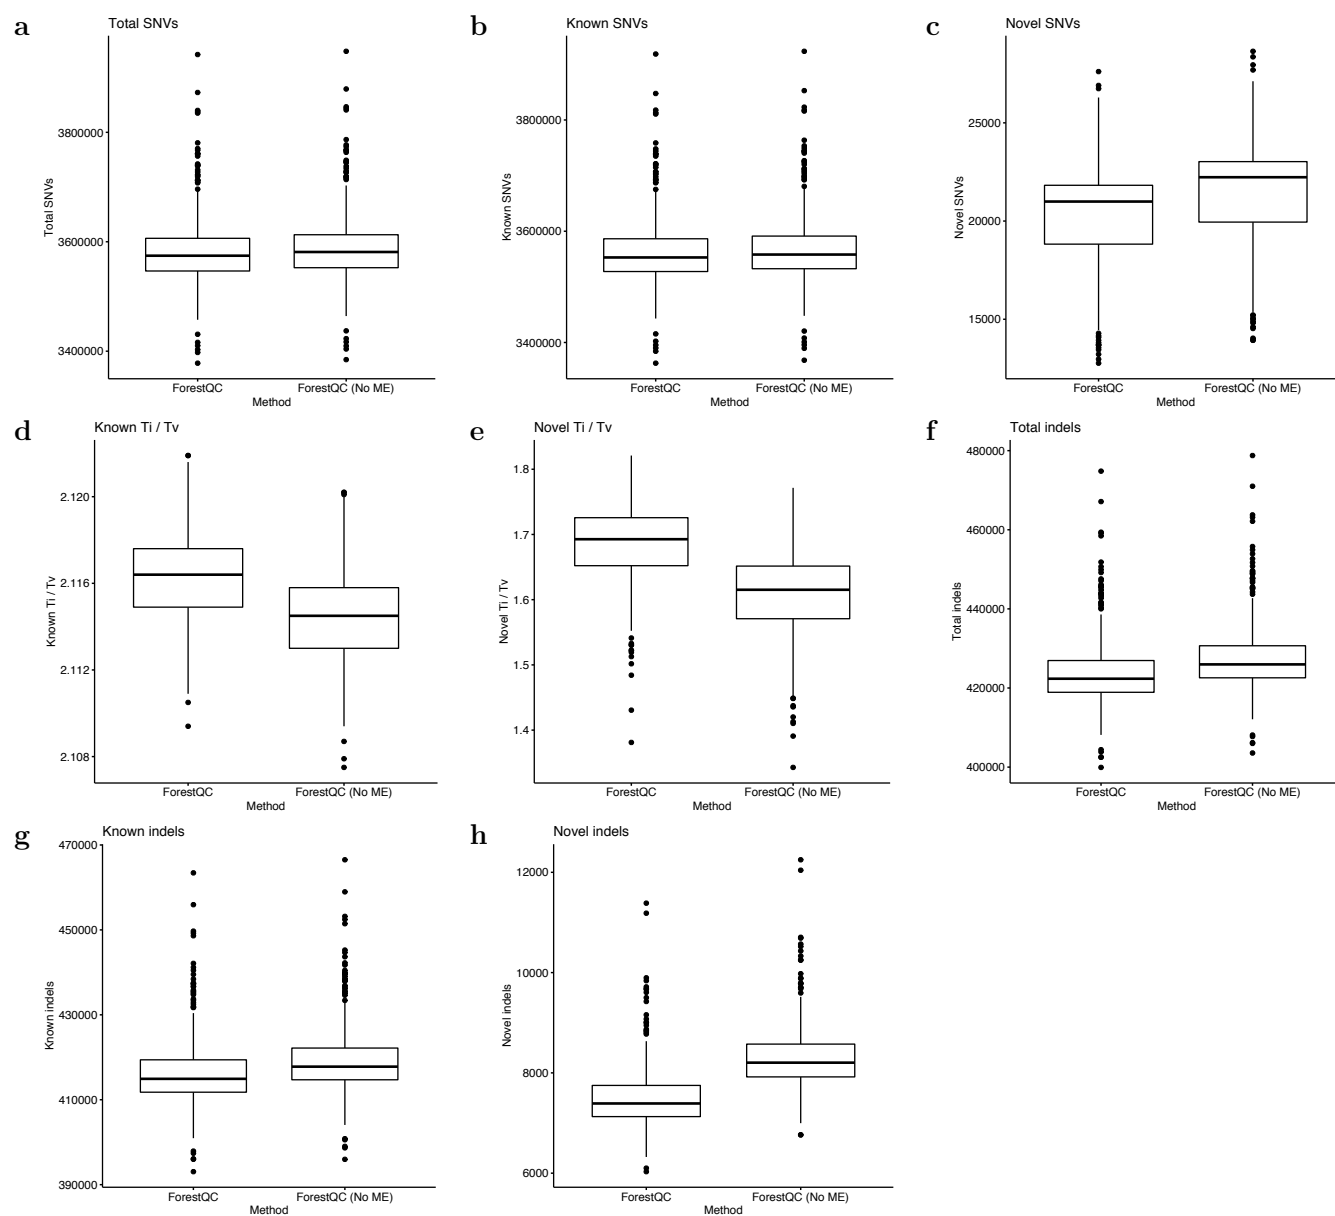 a
Total SNVs
Total SNVs
3800000
3600000
3400000
ForestQC
ForestQC (No ME)
Method
b
Known SNVs
Known SNVs
3800000
3600000
3400000
ForestQC
ForestQC (No ME)
Method
c
Novel SNVs
Novel SNVs
25000
20000
15000
ForestQC
ForestQC (No ME)
Method
d
Known Ti / Tv
Known Ti / Tv
2.120
2.116
2.112
2.108
ForestQC
ForestQC (No ME)
Method
e
Novel Ti / Tv
Novel Ti / Tv
1.8
1.7
1.6
1.5
1.4
ForestQC
ForestQC (No ME)
Method
f
Total indels
Total indels
480000
460000
440000
420000
400000
ForestQC
ForestQC (No ME)
Method
g
Known indels
Known indels
470000
450000
430000
410000
390000
ForestQC
ForestQC (No ME)
Method
h
Novel indels
Novel indels
12000
10000
8000
6000
ForestQC
ForestQC (No ME)
Method